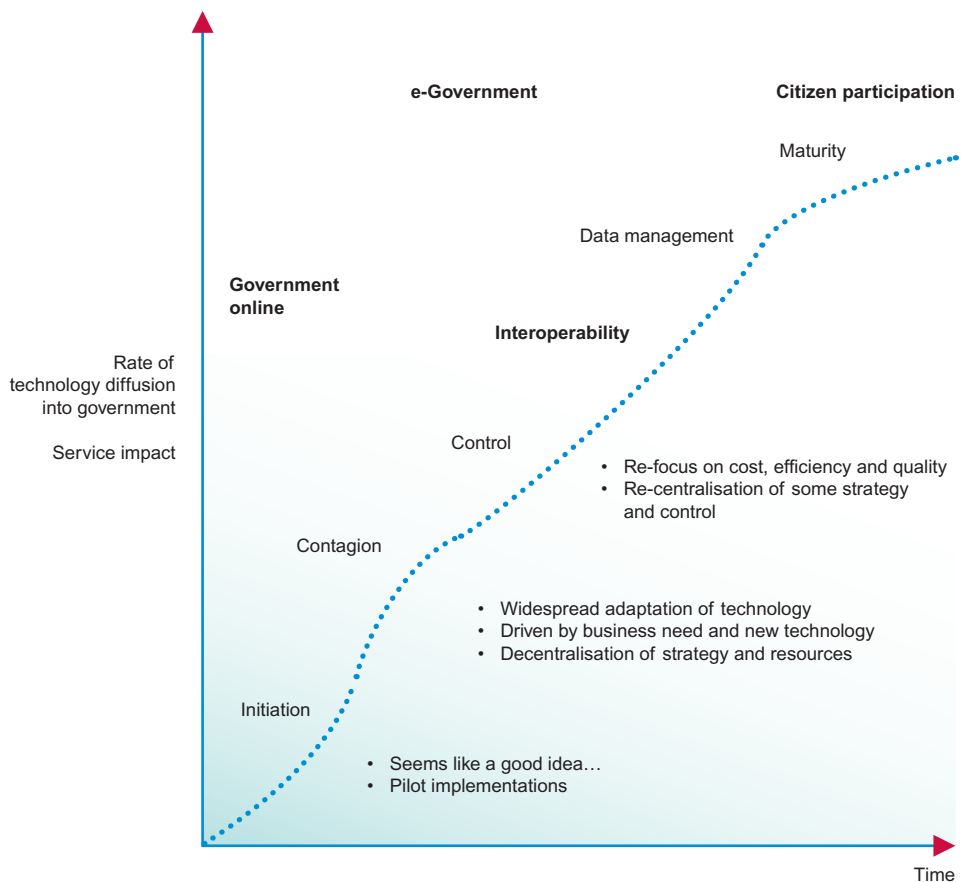 e-Government
Citizen participation
Maturity
Data management
Government
online
Interoperability
Rate of
technology diffusion
into government
Service impact
Control
• Re-focus on cost, efficiency and quality
• Re-centralisation of some strategy
and control
Contagion
• Widespread adaptation of technology
• Driven by business need and new technology
• Decentralisation of strategy and resources
Initiation
• Seems like a good idea…
• Pilot implementations
Time